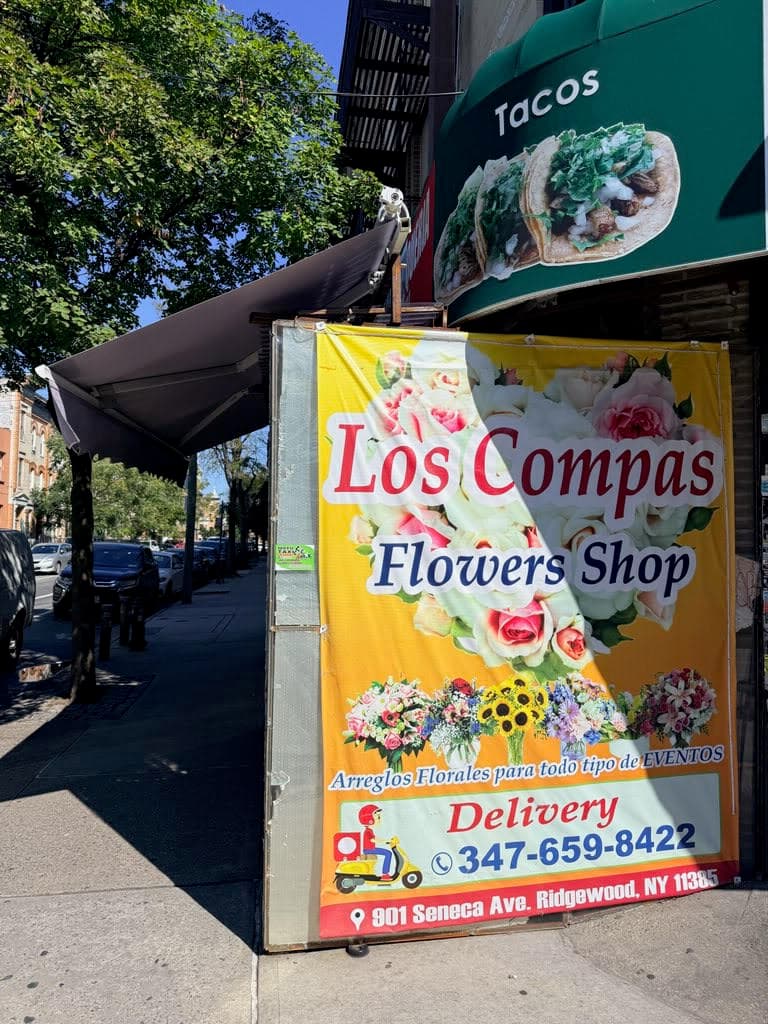 Tacos
Los Compas
Flowers Shop
Arreglos Florales para todo tipo de EVENTOS
Delivery
347-659-8422
901 Seneca Ave. Ridgewood, NY 11385